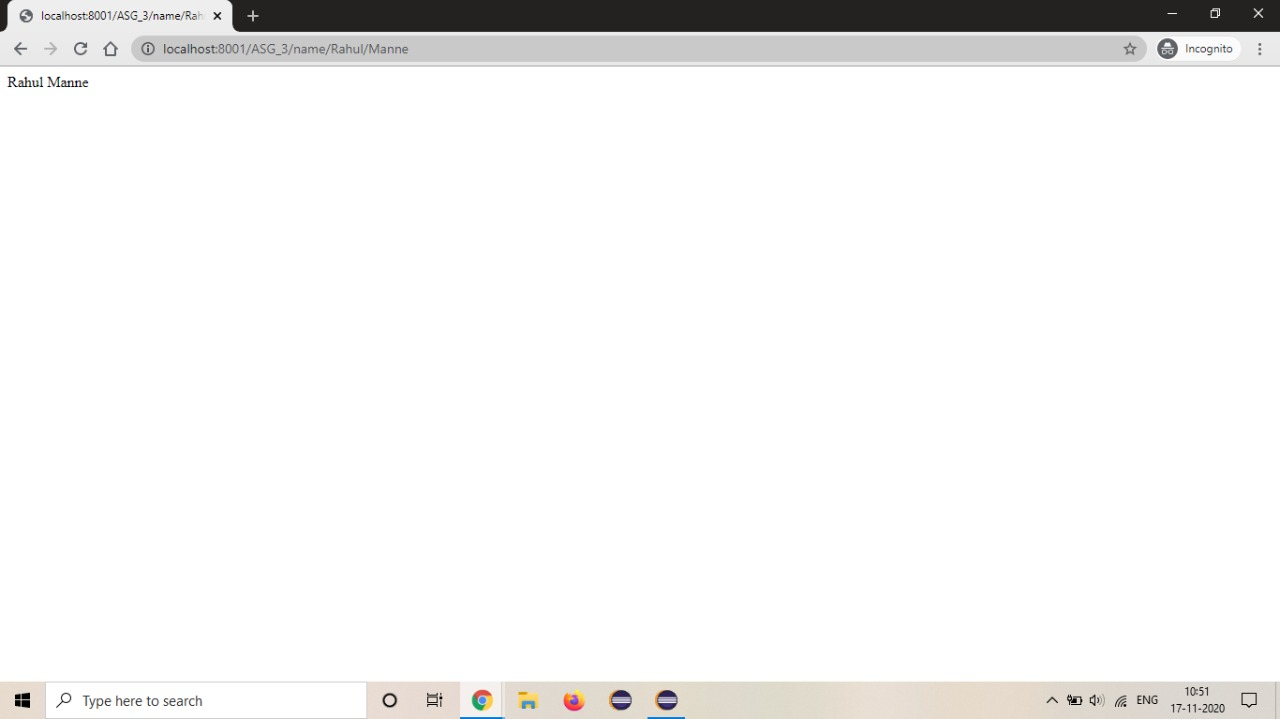 localhost:8001/ASG_3/name/Rah
localhost:8001/ASG_3/name/Rahul/Manne
Incognito
Rahul Manne
Type here to search
ENG
10:51
17-11-2020